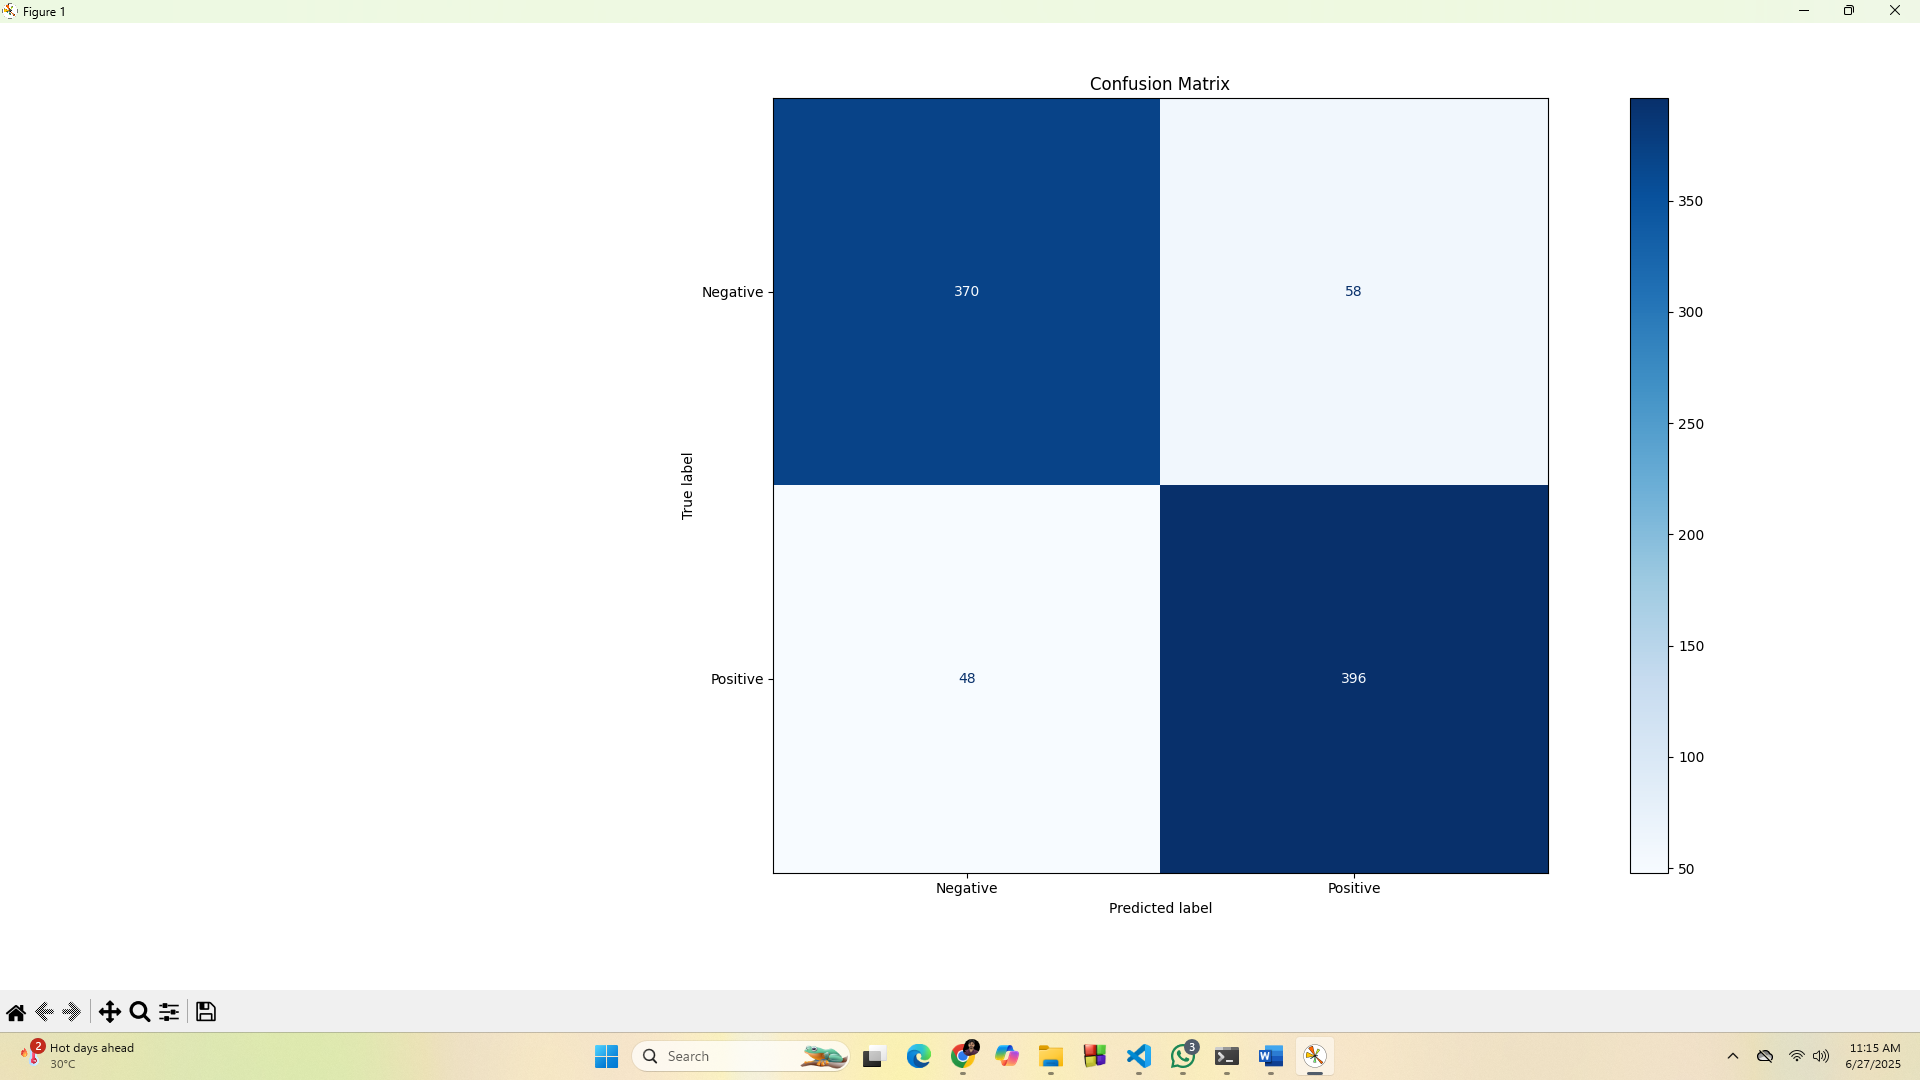 Figure 1
Confusion Matrix
370
58
48
396
Negative
Positive
True label
Negative
Positive
Predicted label
350
300
250
200
150
100
50
2
Hot days ahead
30°C
Search
3
11:15 AM
6/27/2025